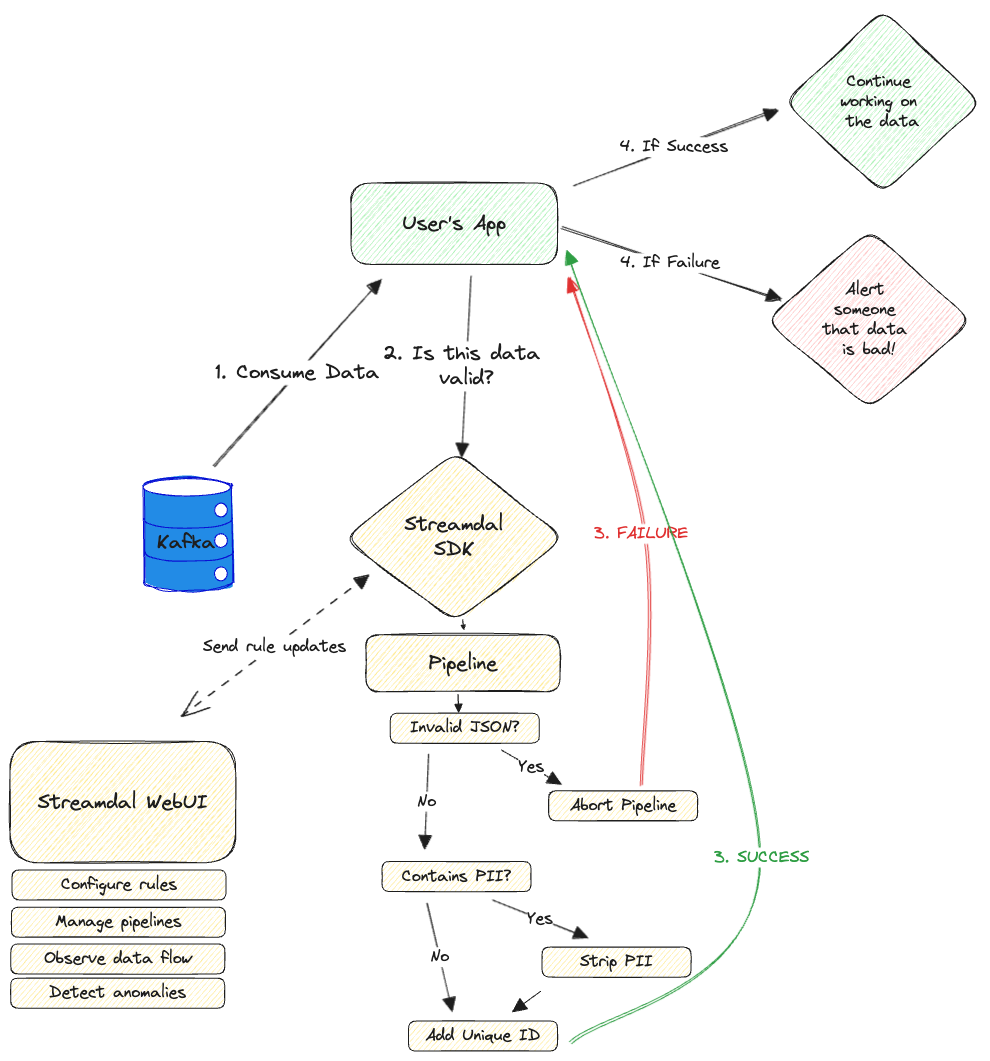 Continue
working on
the data
4. If Success
User's App
4. If Failure
Alert
someone
that data
is bad!
1. Consume Data
2. Is this data
valid?
Kafka
Streamdal
SDK
3. FAILURE
Send rule updates
Pipeline
Invalid JSON?
Yes
Abort Pipeline
No
Streamdal WebUI
3. SUCCESS
Configure rules
Manage pipelines
Observe data flow
Detect anomalies
Contains PII?
Yes
No
Strip PII
Add Unique ID